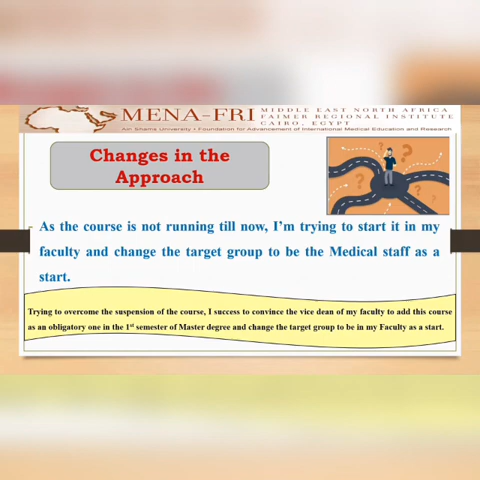 MENA-FRI
MIDDLE EAST NORTH AFRICA
FAIMER REGIONAL INSTITUTE
CAIRO, EGYPT
Ain Shams University • Foundation for Advancement of International Medical Education and Research
Changes in the
Approach
As the course is not running till now, I'm trying to start it in my
faculty and change the target group to be the Medical staff as a
start.
Trying to overcome the suspension of the course, I success to convince the vice dean of my faculty to add this course
as an obligatory one in the 1st semester of Master degree and change the target group to be in my Faculty as a start.